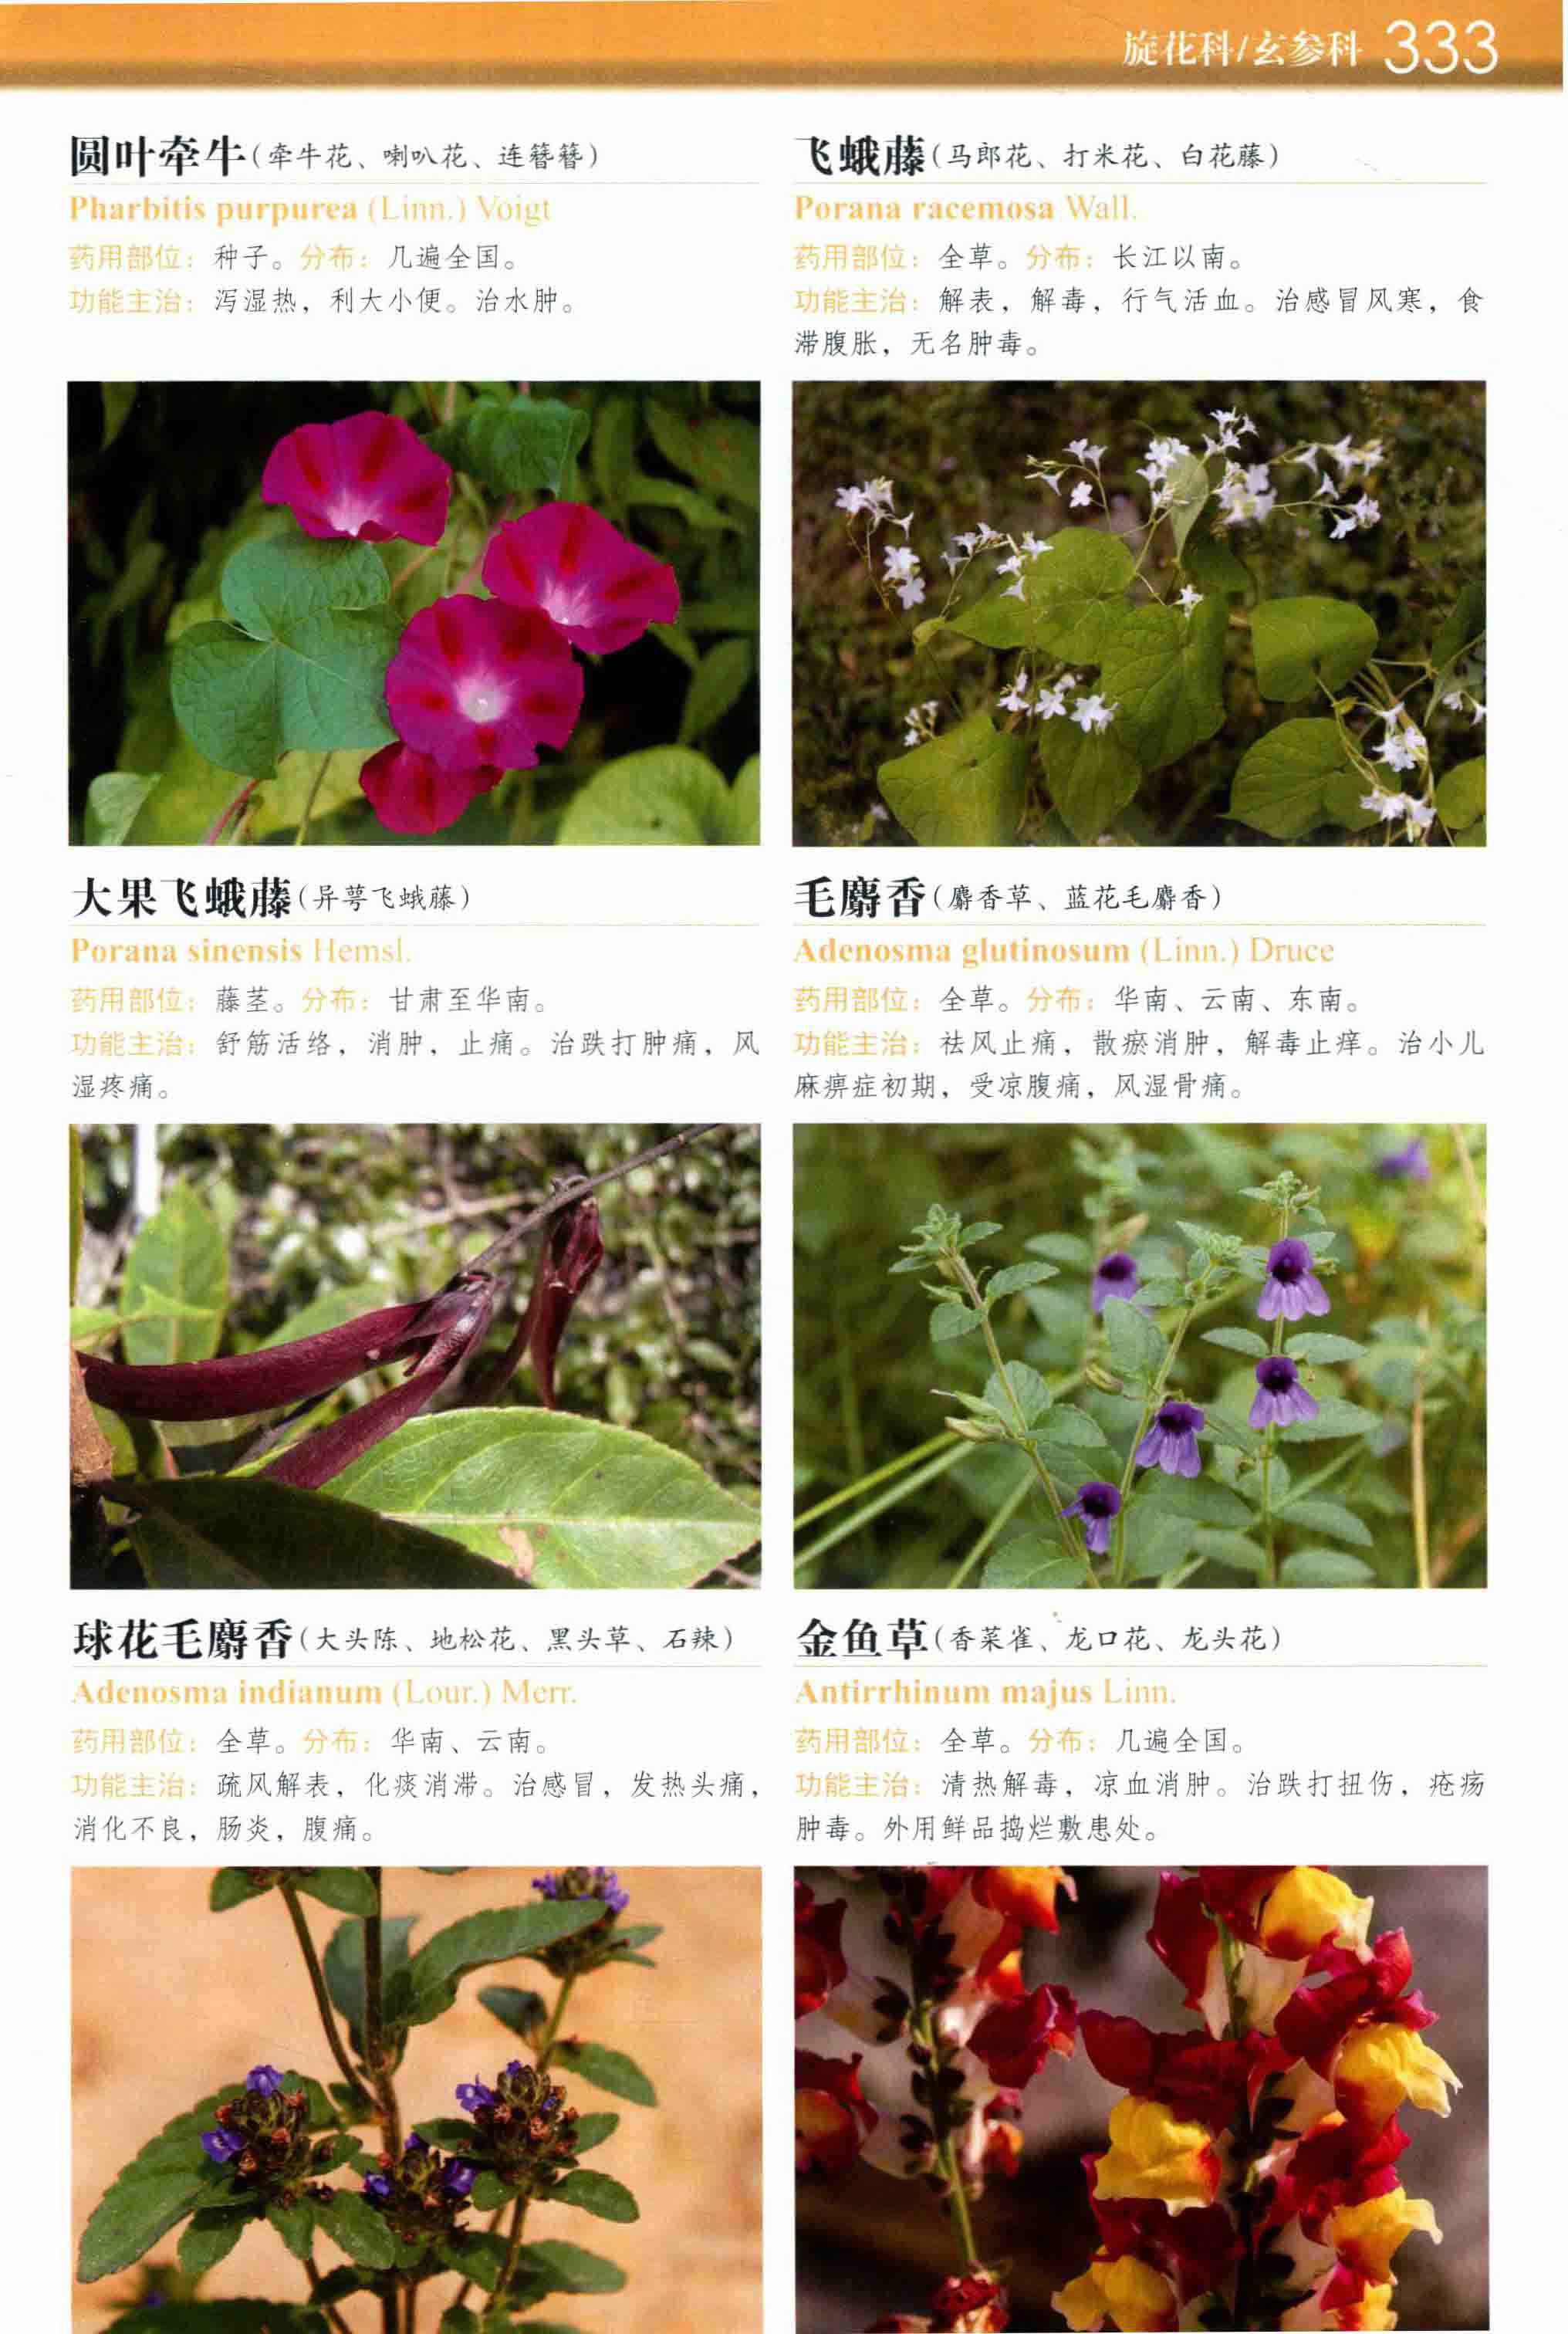 旋花科/玄参科 333
圆叶牵牛(牵牛花、喇叭花、连簪簪)
Pharbitis purpurea (Linn.) Voigt
药用部位：种子。分布：几遍全国。
功能主治：泻湿热，利大小便。治水肿。
飞蛾藤(马郎花、打米花、白花藤)
Porana racemosa Wall.
药用部位：全草。分布：长江以南。
功能主治：解表，解毒，行气活血。治感冒风寒，食
滞腹胀，无名肿毒。
大果飞蛾藤(异萼飞蛾藤)
Porana sinensis Hemsl.
药用部位：藤茎。分布：甘肃至华南。
功能主治：舒筋活络，消肿，止痛。治跌打肿痛，风
湿疼痛。
毛麝香(麝香草、蓝花毛麝香)
Adenosma glutinosum (Linn.) Druce
药用部位：全草。分布：华南、云南、东南。
功能主治：祛风止痛，散瘀消肿，解毒止痒。治小儿
麻痹症初期，受凉腹痛，风湿骨痛。
球花毛麝香(大头陈、地松花、黑头草、石辣)
Adenosma indianum (Lour.) Merr.
药用部位：全草。分布：华南、云南。
功能主治：疏风解表，化痰消滞。治感冒，发热头痛，
消化不良，肠炎，腹痛。
金鱼草(香菜雀、龙口花、龙头花)
Antirrhinum majus Linn.
药用部位：全草。分布：几遍全国。
功能主治：清热解毒，凉血消肿。治跌打扭伤，疮疡
肿毒。外用鲜品捣烂敷患处。